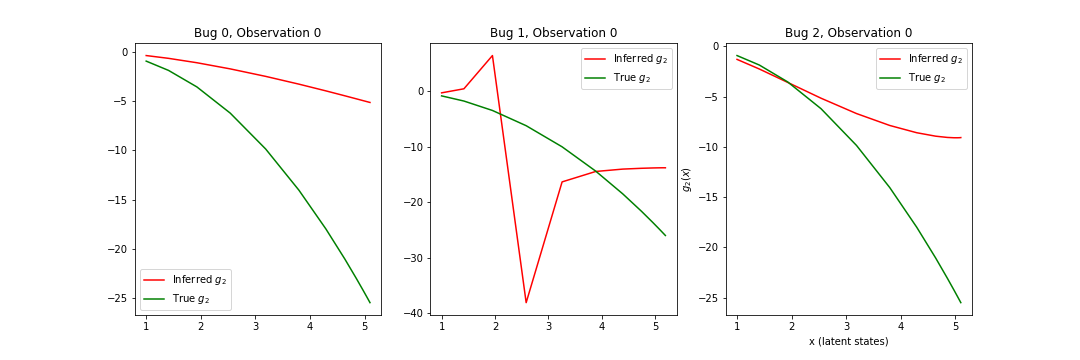 Bug 0, Observation 0
0
−5
−10
−15
−20
−25
1 2 3 4 5
Inferred g₂
True g₂
Bug 1, Observation 0
0
−10
−20
−30
−40
1 2 3 4 5
Inferred g₂
True g₂
Bug 2, Observation 0
g₂(x)
0
−5
−10
−15
−20
−25
1 2 3 4 5
x (latent states)
Inferred g₂
True g₂